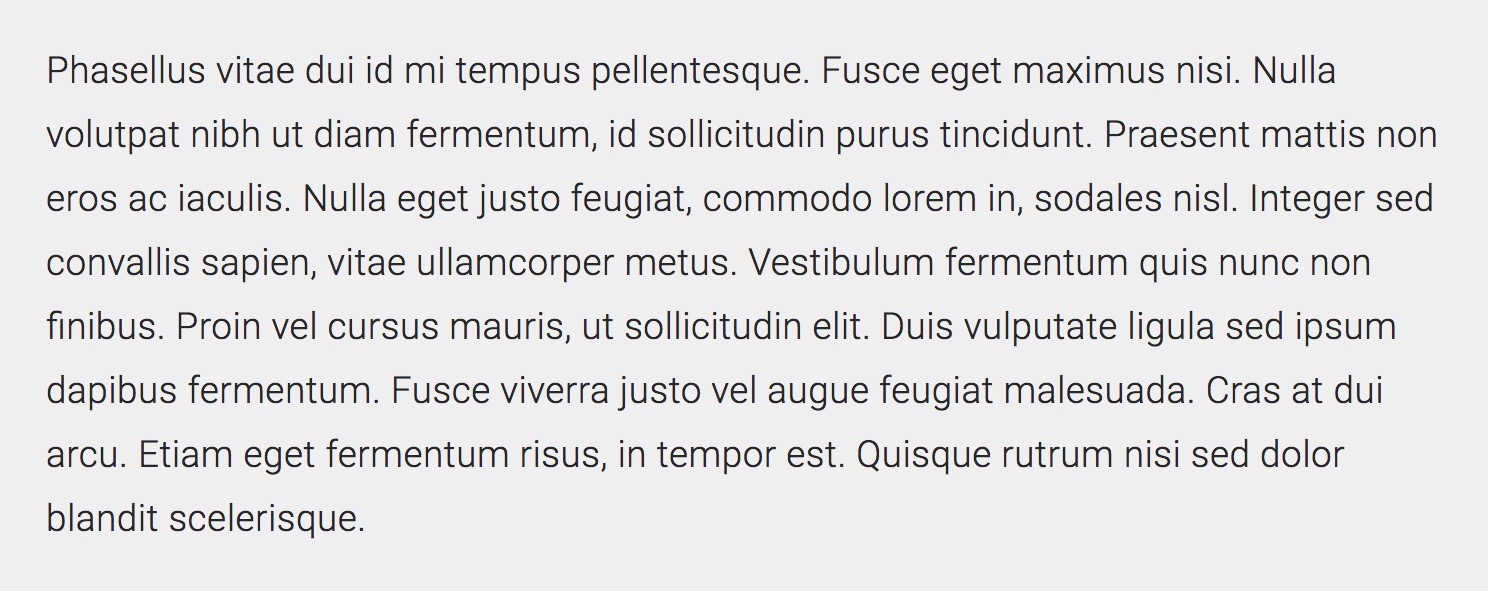 Phasellus vitae dui id mi tempus pellentesque. Fusce eget maximus nisi. Nulla
volutpat nibh ut diam fermentum, id sollicitudin purus tincidunt. Praesent mattis non
eros ac iaculis. Nulla eget justo feugiat, commodo lorem in, sodales nisl. Integer sed
convallis sapien, vitae ullamcorper metus. Vestibulum fermentum quis nunc non
finibus. Proin vel cursus mauris, ut sollicitudin elit. Duis vulputate ligula sed ipsum
dapibus fermentum. Fusce viverra justo vel augue feugiat malesuada. Cras at dui
arcu. Etiam eget fermentum risus, in tempor est. Quisque rutrum nisi sed dolor
blandit scelerisque.